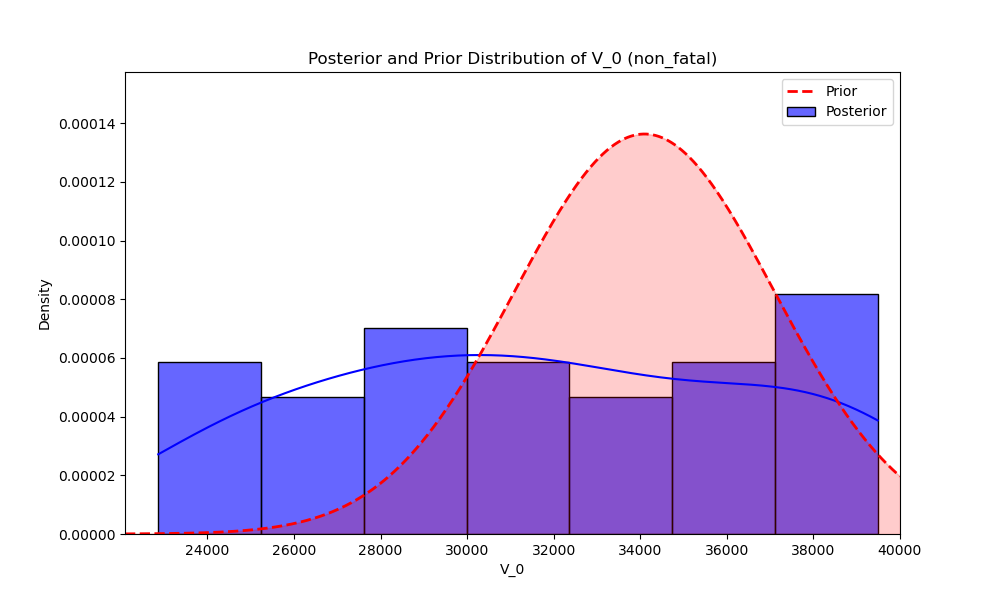 Posterior and Prior Distribution of V_0 (non_fatal)
Prior
Posterior
Density
0.00014
0.00012
0.00010
0.00008
0.00006
0.00004
0.00002
0.00000
24000 26000 28000 30000 32000 34000 36000 38000 40000
V_0